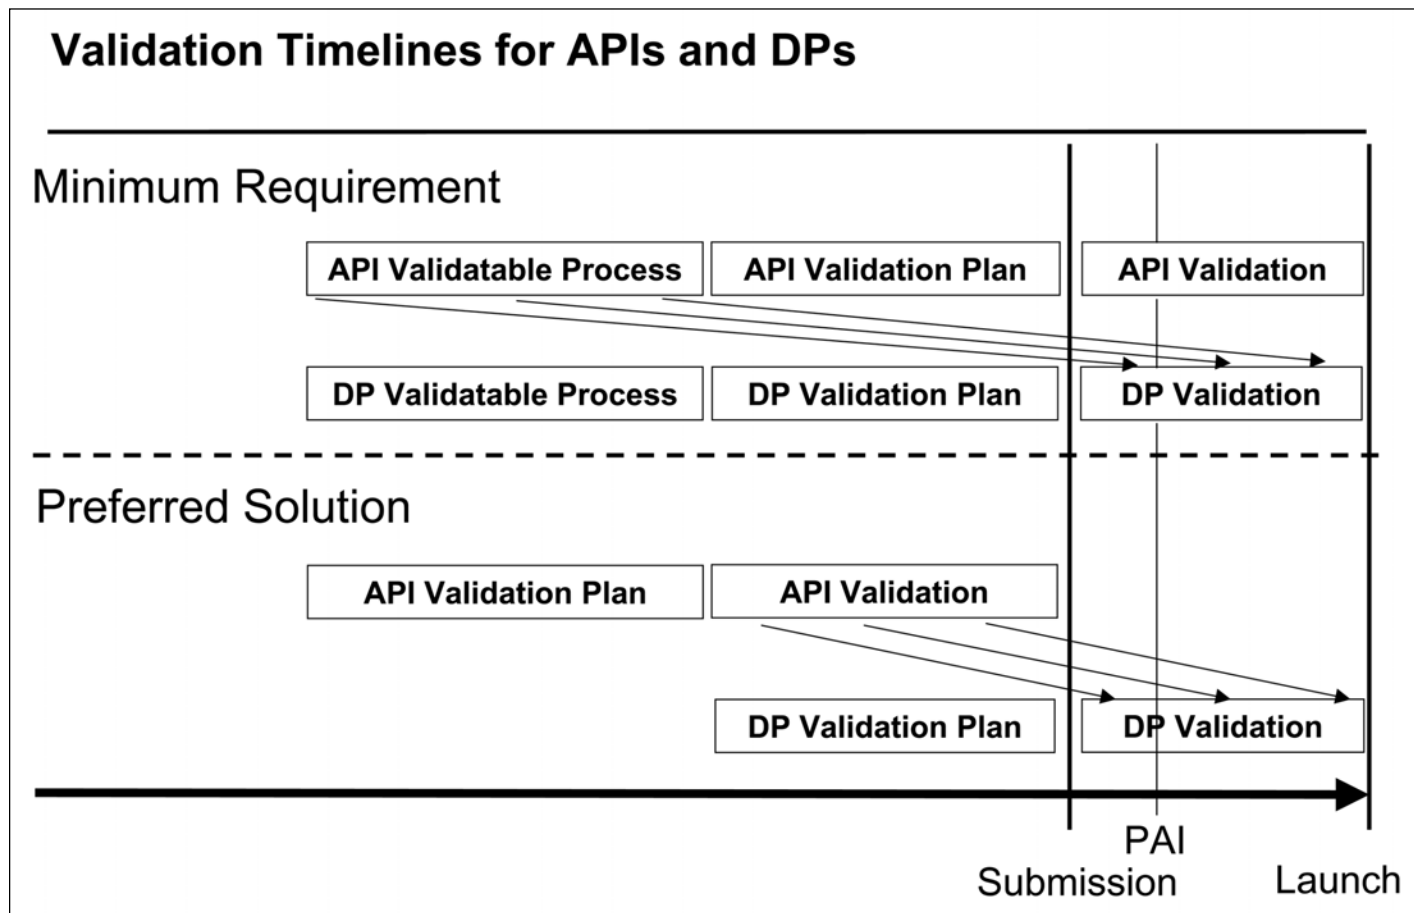 Validation Timelines for APIs and DPs
Minimum Requirement
API Validatable Process
API Validation Plan
API Validation
DP Validatable Process
DP Validation Plan
DP Validation
Preferred Solution
API Validation Plan
API Validation
DP Validation Plan
DP Validation
PAI
Submission
Launch